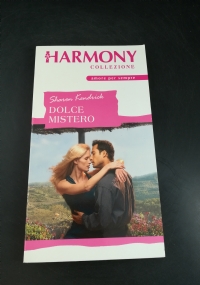 HARMONY
COLLEZIONE
amore per sempre
Sharon Kendrick
DOLCE
MISTERO